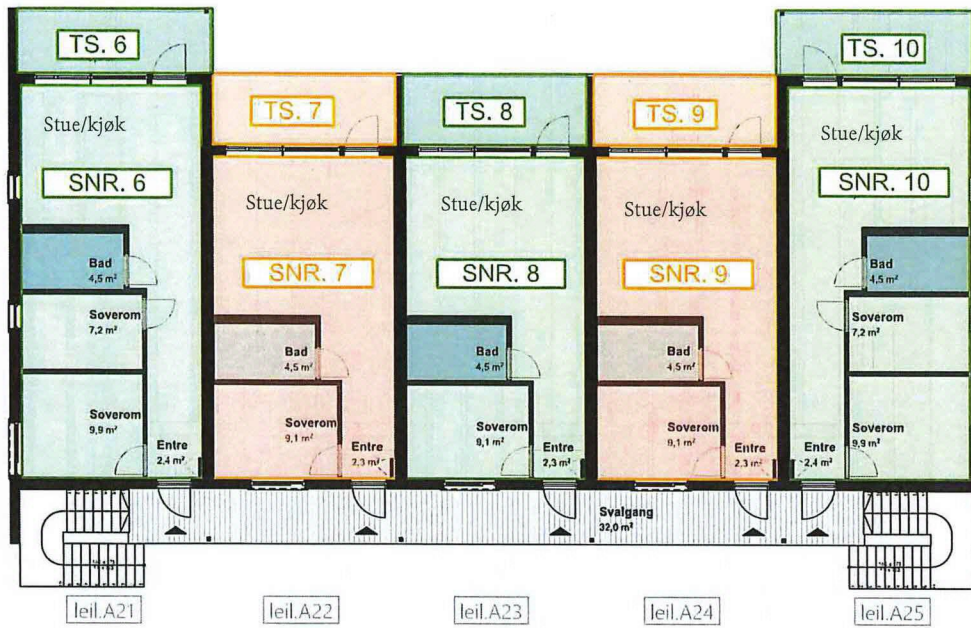 TS. 6
TS. 7
TS. 8
TS. 9
TS. 10
Stue/kjøk
SNR. 6
Bad
4,5 m²
Soverom
7,2 m²
Soverom
9,9 m²
Entre
2,4 m²
Stue/kjøk
SNR. 7
Bad
4,5 m²
Soverom
9,1 m²
Entre
2,3 m²
Stue/kjøk
SNR. 8
Bad
4,5 m²
Soverom
9,1 m²
Entre
2,3 m²
Stue/kjøk
SNR. 9
Bad
4,5 m²
Soverom
9,1 m²
Entre
2,3 m²
Stue/kjøk
SNR. 10
Bad
4,5 m²
Soverom
7,2 m²
Soverom
9,9 m²
Entre
2,4 m²
Svalgang
32,0 m²
leil.A21
leil.A22
leil.A23
leil.A24
leil.A25